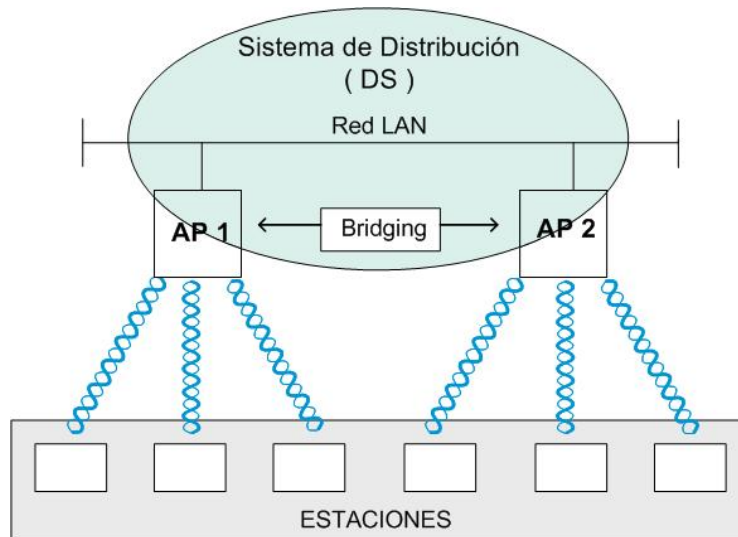 Sistema de Distribución
( DS )
Red LAN
AP 1
Bridging
AP 2
ESTACIONES